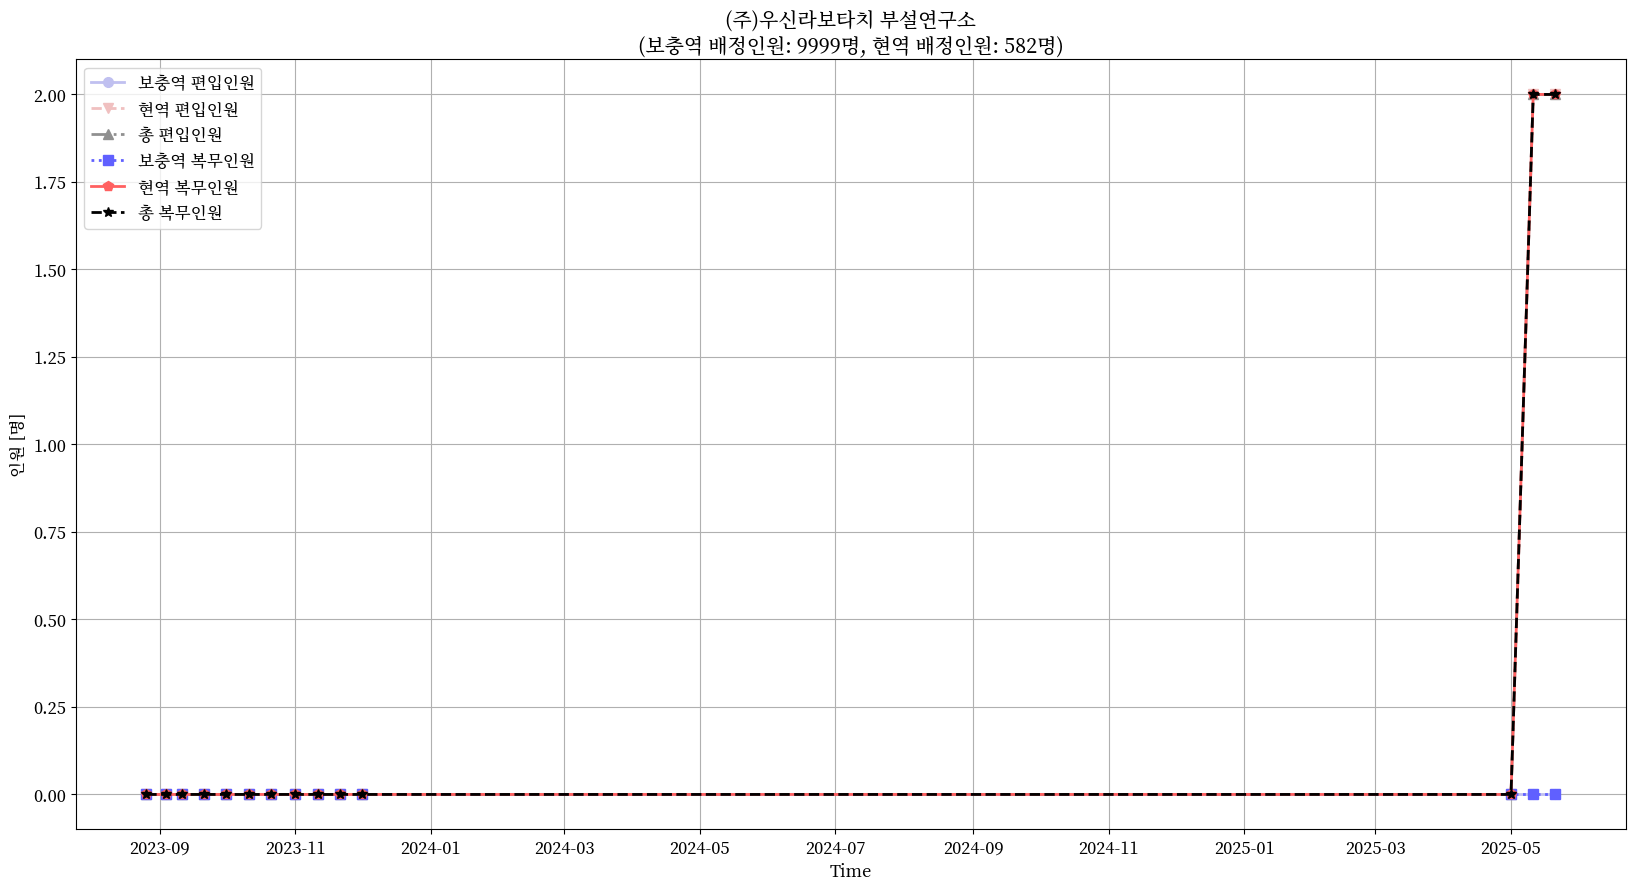 (주)우신라보타치 부설연구소
(보충역 배정인원: 9999명, 현역 배정인원: 582명)
보충역 편입인원
현역 편입인원
총 편입인원
보충역 복무인원
현역 복무인원
총 복무인원
2.00
1.75
1.50
1.25
1.00
0.75
0.50
0.25
0.00
인원 [명]
2023-09 2023-11 2024-01 2024-03 2024-05 2024-07 2024-09 2024-11 2025-01 2025-03 2025-05
Time